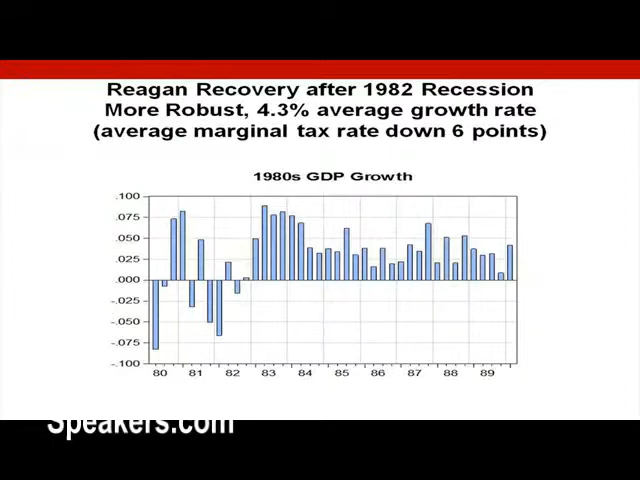 Reagan Recovery after 1982 Recession
More Robust, 4.3% average growth rate
(average marginal tax rate down 6 points)
1980s GDP Growth
.100
.075
.050
.025
.000
-.025
-.050
-.075
-.100
80 81 82 83 84 85 86 87 88 89
Speakers.com